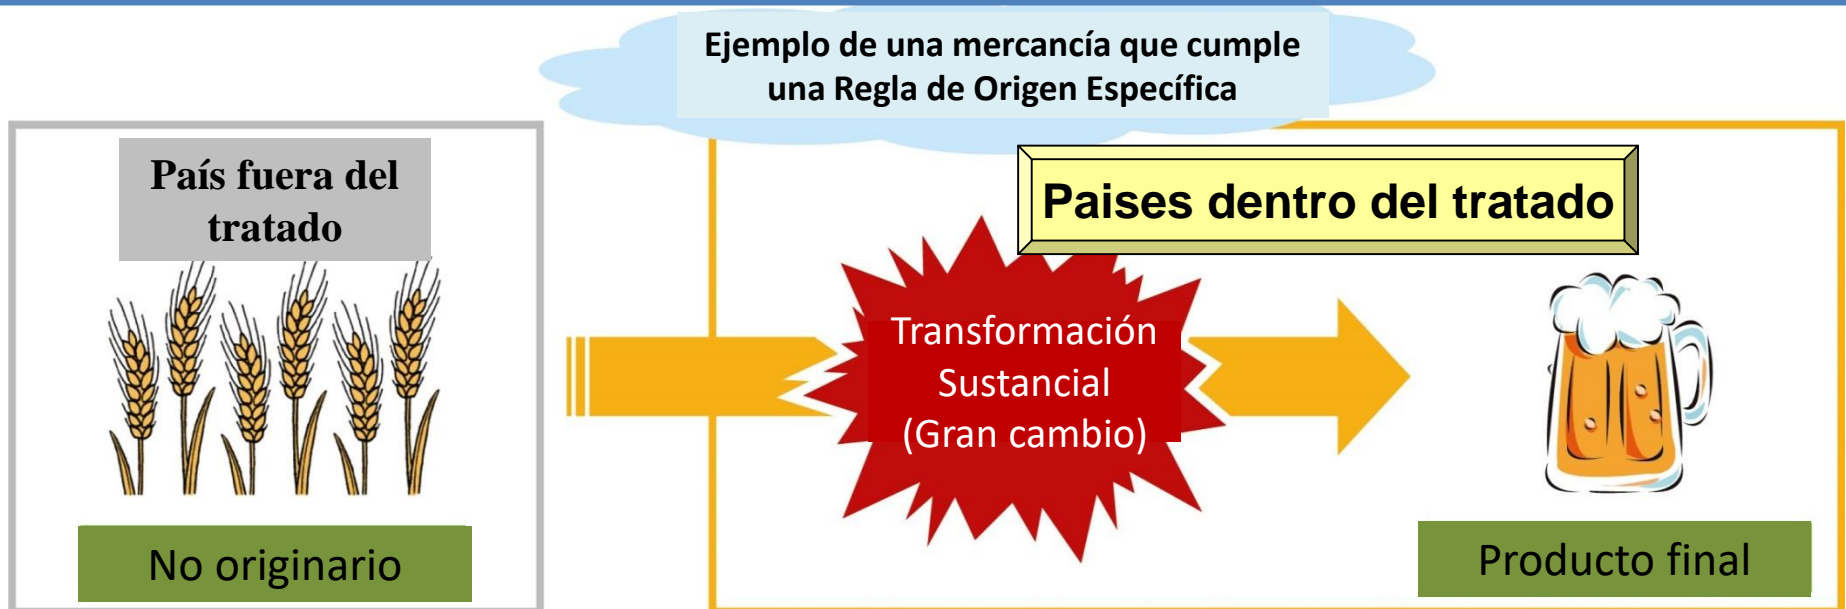 Ejemplo de una mercancía que cumple
una Regla de Origen Específica
País fuera del
tratado
Paises dentro del tratado
Transformación
Sustancial
(Gran cambio)
No originario
Producto final